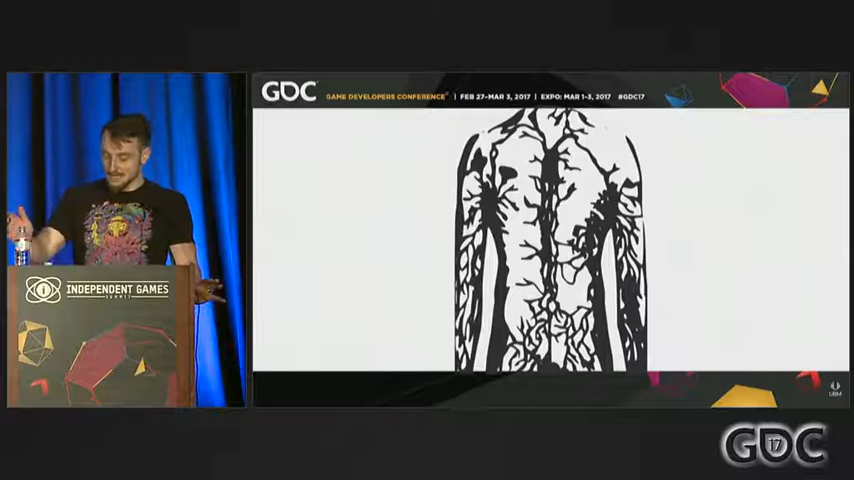 GDC GAME DEVELOPERS CONFERENCE® | FEB 27-MAR 3, 2017 | EXPO: MAR 1-3, 2017 #GDC17
i INDEPENDENT GAMES
SUMMIT
UBM
GDC
17